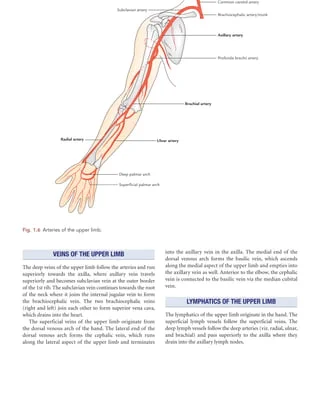 Common carotid artery
Subclavian artery
Brachiocephalic artery/trunk
Axillary artery
Profunda brachii artery
Brachial artery
Radial artery
Ulnar artery
Deep palmar arch
Superficial palmar arch
Fig. 1.6 Arteries of the upper limb.
VEINS OF THE UPPER LIMB
The deep veins of the upper limb follow the arteries and run
superiorly towards the axilla, where axillary vein travels
superiorly and becomes subclavian vein at the outer border
of the 1st rib. The subclavian vein continues towards the root
of the neck where it joins the internal jugular vein to form
the brachiocephalic vein. The two brachiocephalic veins
(right and left) join each other to form superior vena cava,
which drains into the heart.
The superficial veins of the upper limb originate from
the dorsal venous arch of the hand. The lateral end of the
dorsal venous arch forms the cephalic vein, which runs
along the lateral aspect of the upper limb and terminates
into the axillary vein in the axilla. The medial end of the
dorsal venous arch forms the basilic vein, which ascends
along the medial aspect of the upper limb and empties into
the axillary vein as well. Anterior to the elbow, the cephalic
vein is connected to the basilic vein via the median cubital
vein.
LYMPHATICS OF THE UPPER LIMB
The lymphatics of the upper limb originate in the hand. The
superficial lymph vessels follow the superficial veins. The
deep lymph vessels follow the deep arteries (viz. radial, ulnar,
and brachial) and pass superiorly to the axilla where they
drain into the axillary lymph nodes.